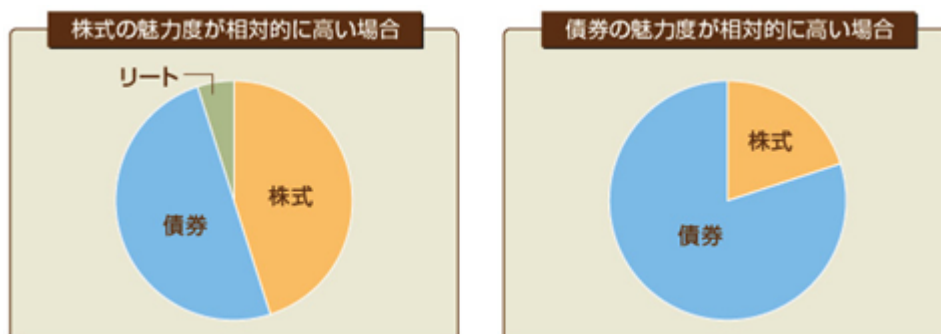 株式の魅力度が相対的に高い場合
リート
株式
債券
債券の魅力度が相対的に高い場合
株式
債券